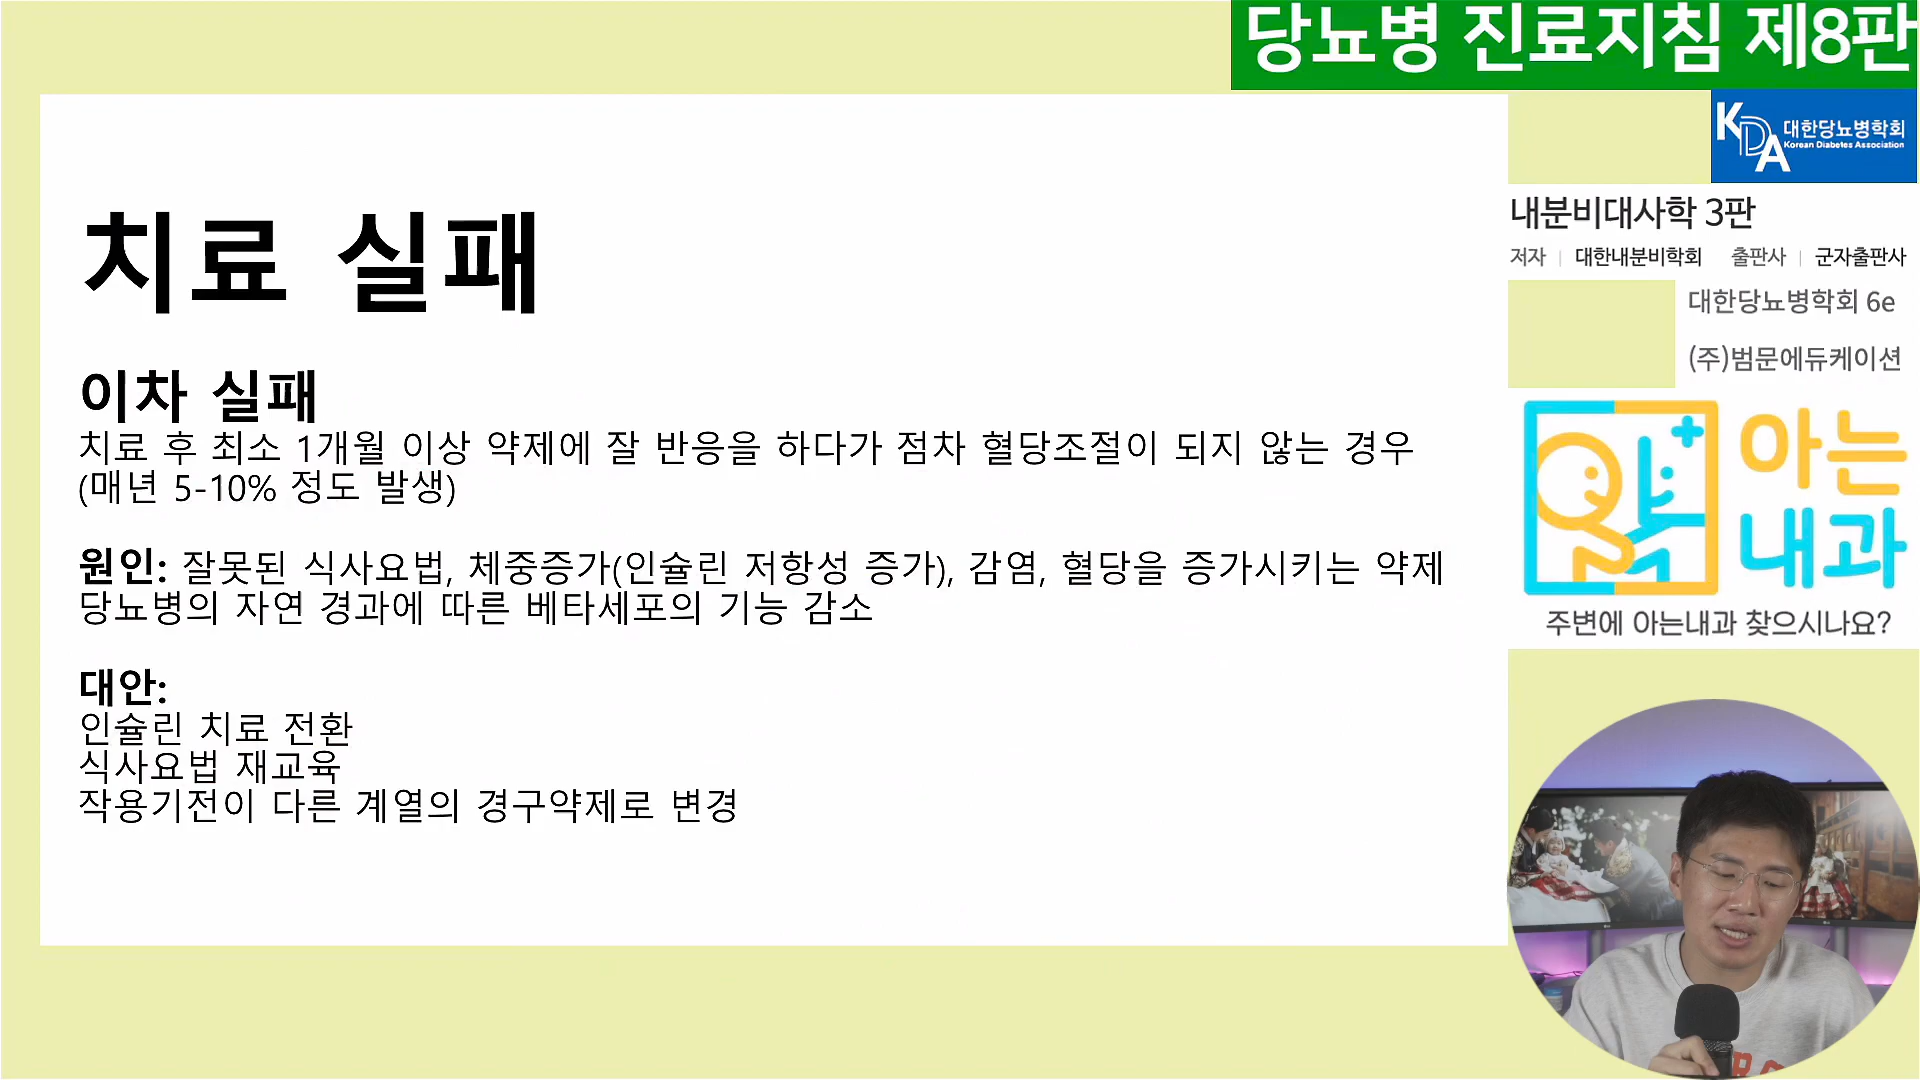 당뇨병 진료지침 제8판
KDA 대한당뇨병학회
Korean Diabetes Association
치료 실패
이차 실패
치료 후 최소 1개월 이상 약제에 잘 반응을 하다가 점차 혈당조절이 되지 않는 경우
(매년 5-10% 정도 발생)
원인: 잘못된 식사요법, 체중증가(인슐린 저항성 증가), 감염, 혈당을 증가시키는 약제
당뇨병의 자연 경과에 따른 베타세포의 기능 감소
대안:
인슐린 치료 전환
식사요법 재교육
작용기전이 다른 계열의 경구약제로 변경
내분비대사학 3판
저자 | 대한내분비학회 출판사 | 군자출판사
대한당뇨병학회 6e
(주)범문에듀케이션
아는
내과
주변에 아는내과 찾으시나요?